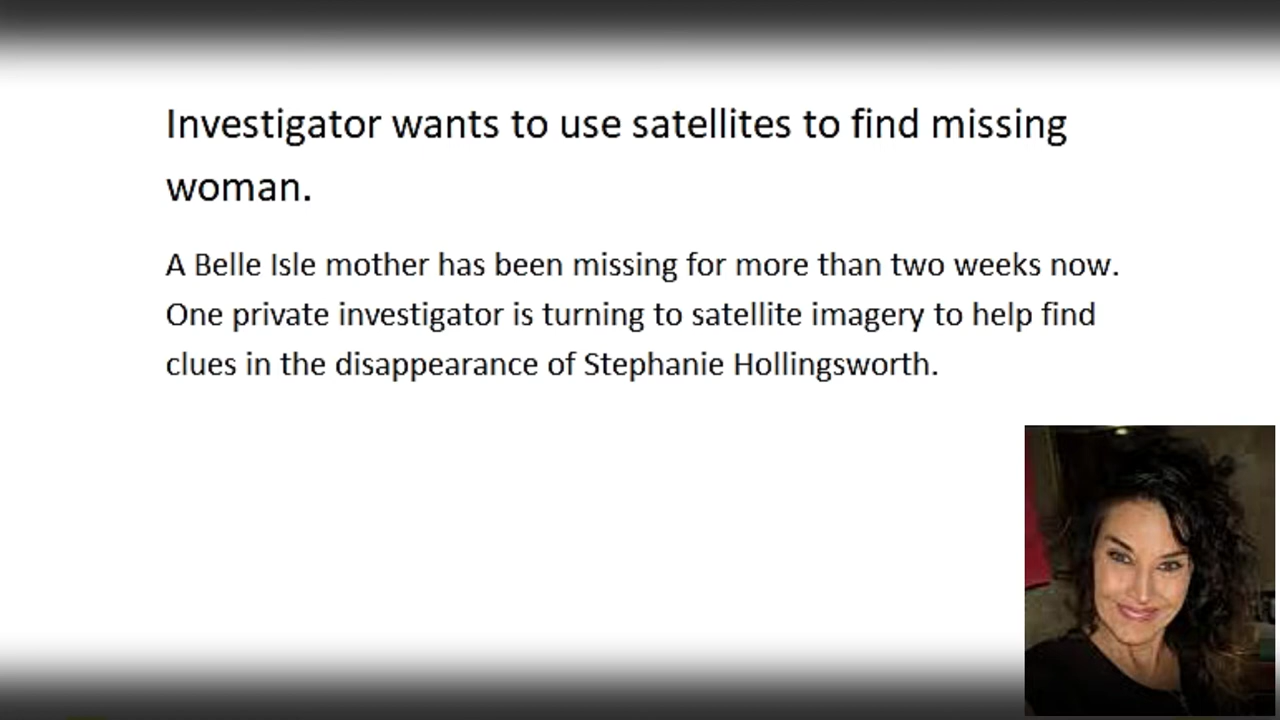 Investigator wants to use satellites to find missing
woman.
A Belle Isle mother has been missing for more than two weeks now.
One private investigator is turning to satellite imagery to help find
clues in the disappearance of Stephanie Hollingsworth.